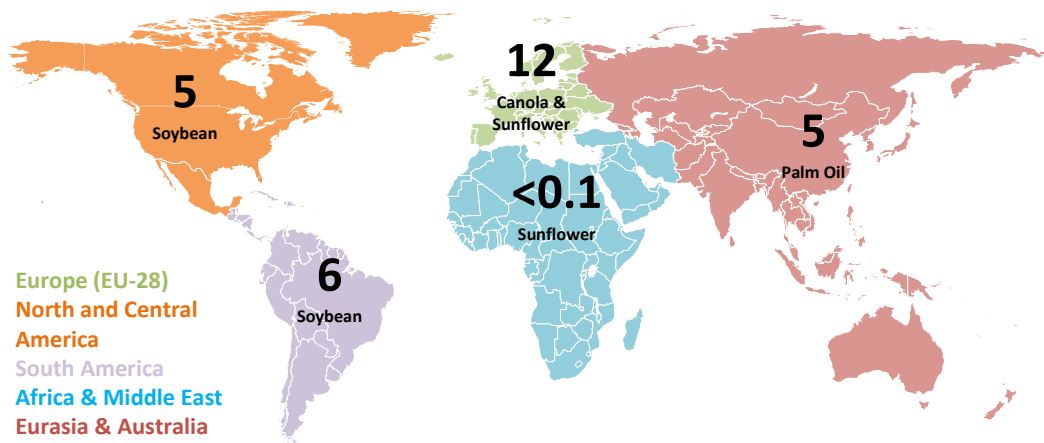 5
Soybean
12
Canola &
Sunflower
5
Palm Oil
<0.1
Sunflower
6
Soybean
Europe (EU-28)
North and Central
America
South America
Africa & Middle East
Eurasia & Australia